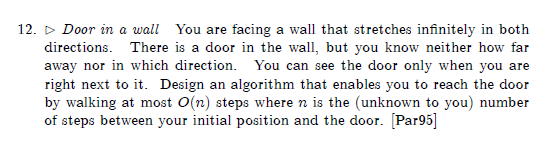 12. ▷ Door in a wall You are facing a wall that stretches infinitely in both
directions. There is a door in the wall, but you know neither how far
away nor in which direction. You can see the door only when you are
right next to it. Design an algorithm that enables you to reach the door
by walking at most O(n) steps where n is the (unknown to you) number
of steps between your initial position and the door. [Par95]